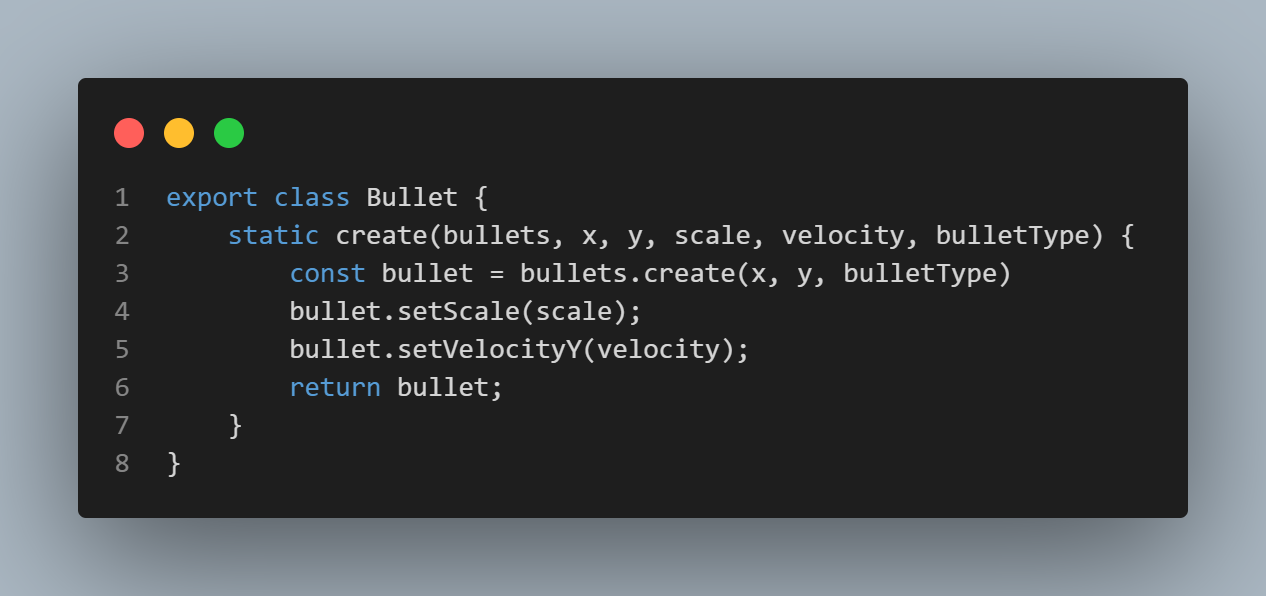 1 export class Bullet {
2     static create(bullets, x, y, scale, velocity, bulletType) {
3         const bullet = bullets.create(x, y, bulletType)
4         bullet.setScale(scale);
5         bullet.setVelocityY(velocity);
6         return bullet;
7     }
8 }